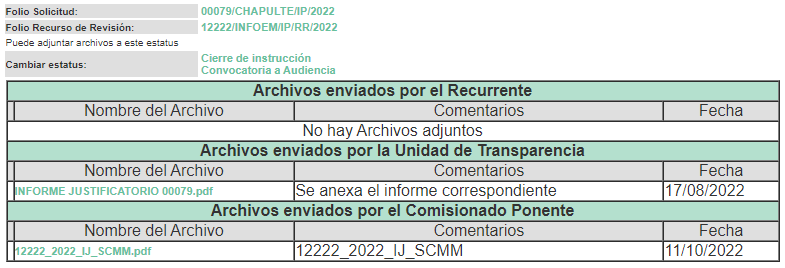 Folio Solicitud: 00079/CHAPULTE/IP/2022
Folio Recurso de Revisión: 12222/INFOEM/IP/RR/2022
Puede adjuntar archivos a este estatus
Cambiar estatus: Cierre de instrucción
Convocatoria a Audiencia
Archivos enviados por el Recurrente
Nombre del Archivo Comentarios Fecha
No hay Archivos adjuntos
Archivos enviados por la Unidad de Transparencia
Nombre del Archivo Comentarios Fecha
INFORME JUSTIFICATORIO 00079.pdf Se anexa el informe correspondiente 17/08/2022
Archivos enviados por el Comisionado Ponente
Nombre del Archivo Comentarios Fecha
12222_2022_IJ_SCMM.pdf 12222_2022_IJ_SCMM 11/10/2022